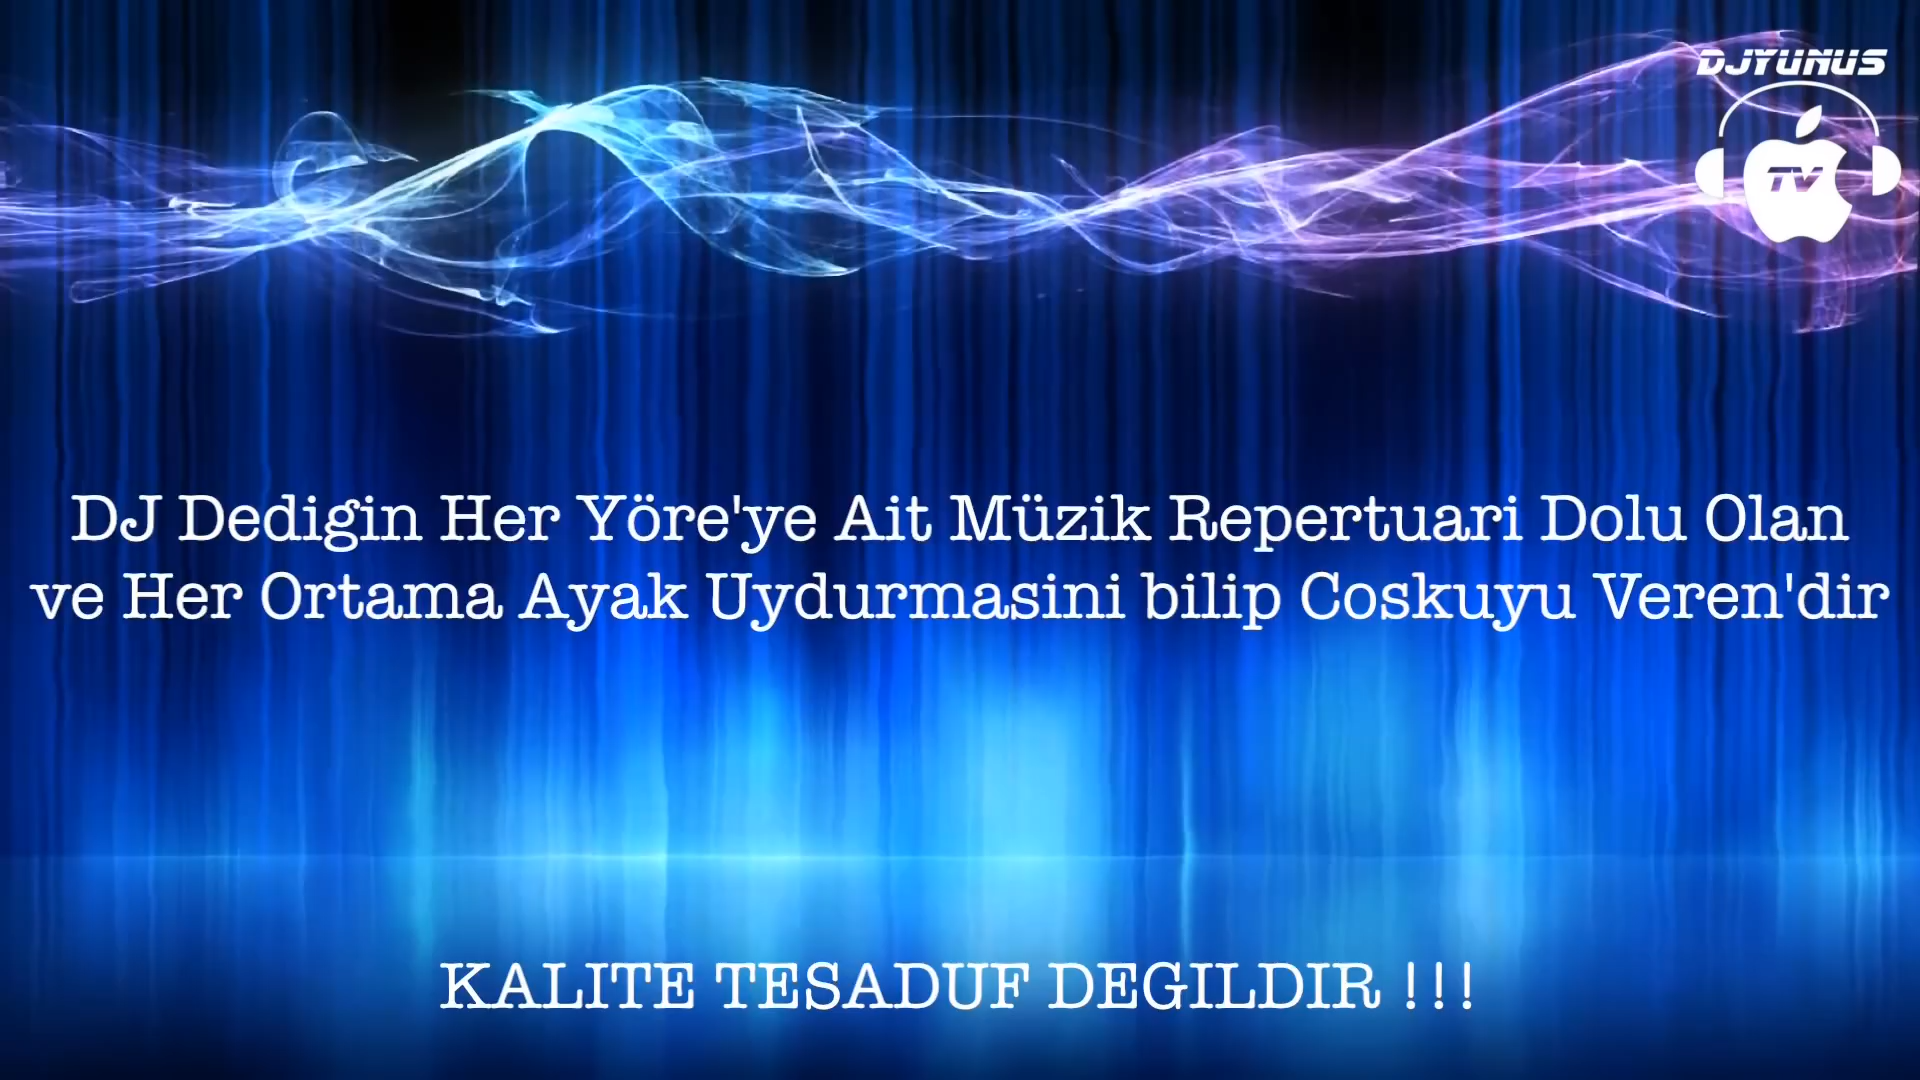 DJYUNUS
TV
DJ Dedigin Her Yöre'ye Ait Müzik Repertuari Dolu Olan
ve Her Ortama Ayak Uydurmasini bilip Coskuyu Veren'dir
KALITE TESADUF DEGILDIR !!!